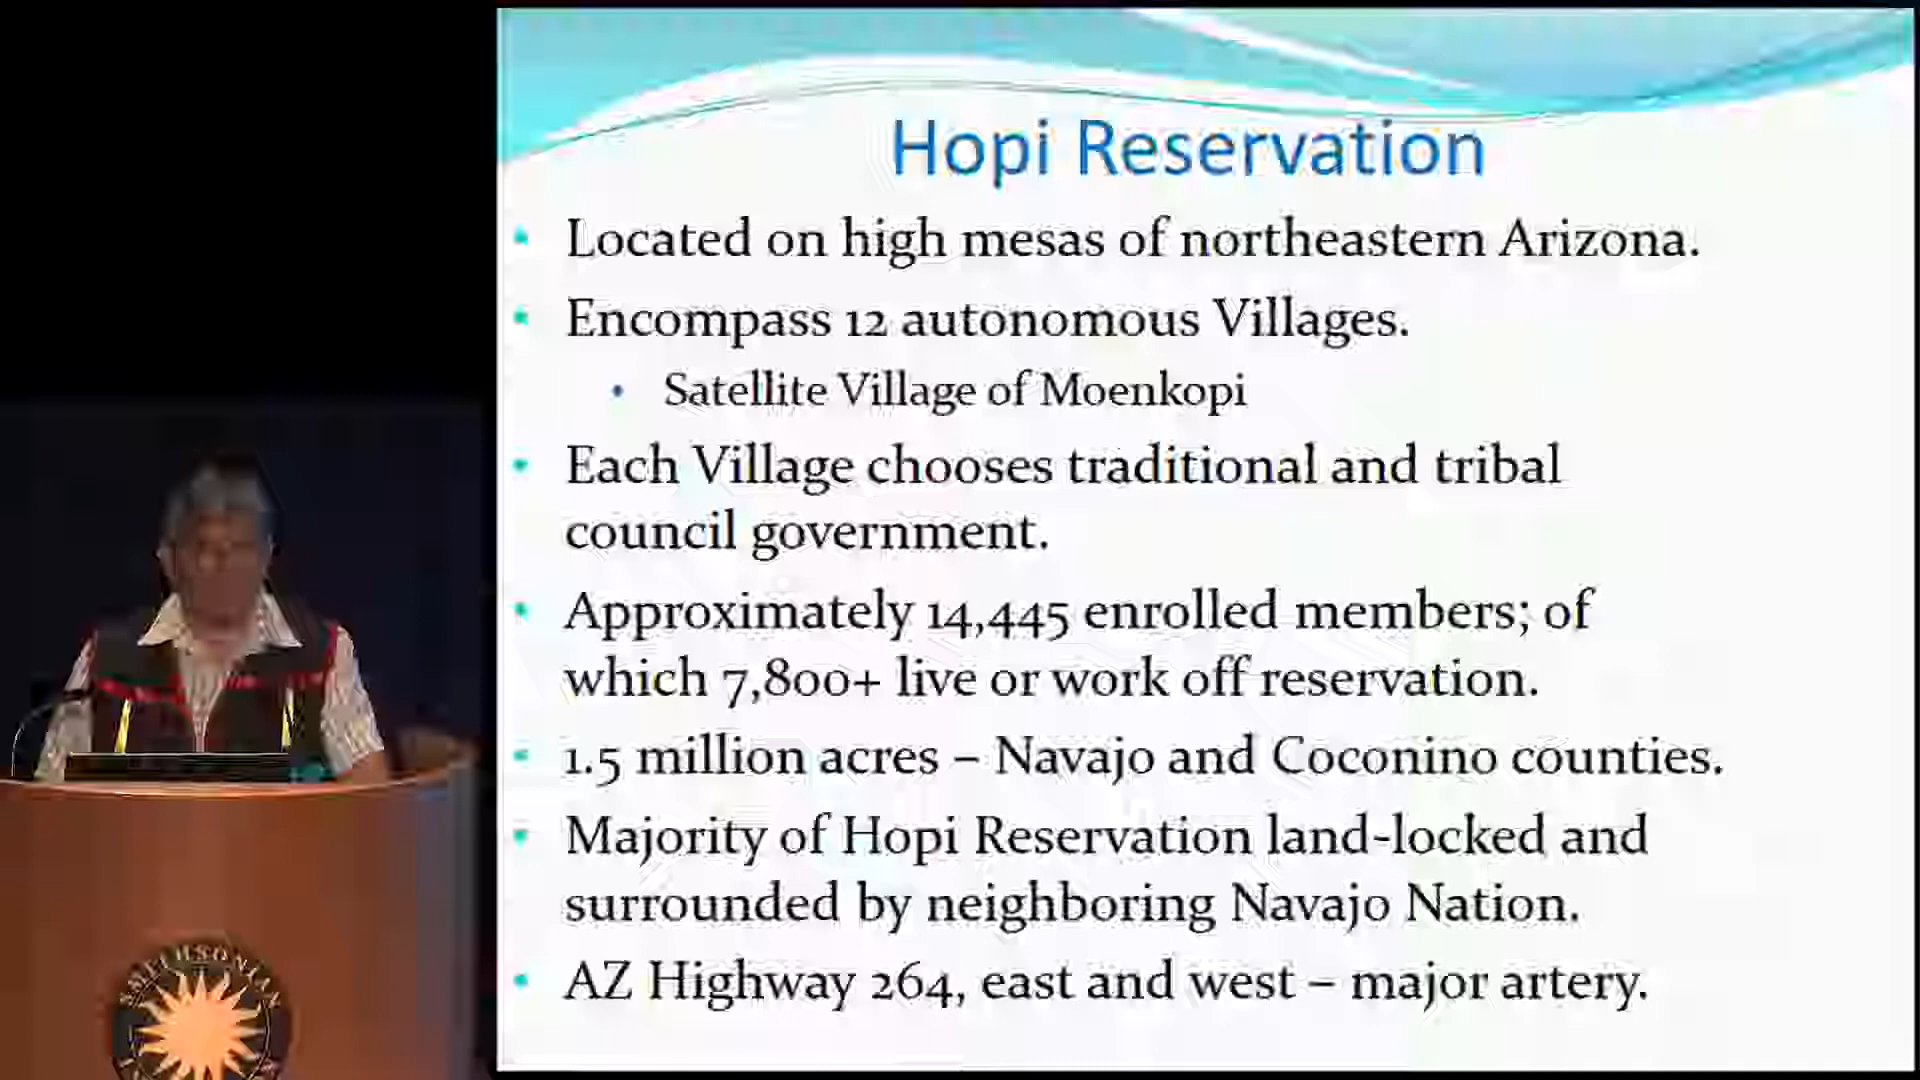 Hopi Reservation
Located on high mesas of northeastern Arizona.
Encompass 12 autonomous Villages.
Satellite Village of Moenkopi
Each Village chooses traditional and tribal
council government.
Approximately 14,445 enrolled members; of
which 7,800+ live or work off reservation.
1.5 million acres – Navajo and Coconino counties.
Majority of Hopi Reservation land-locked and
surrounded by neighboring Navajo Nation.
AZ Highway 264, east and west – major artery.
SMITHSONIAN